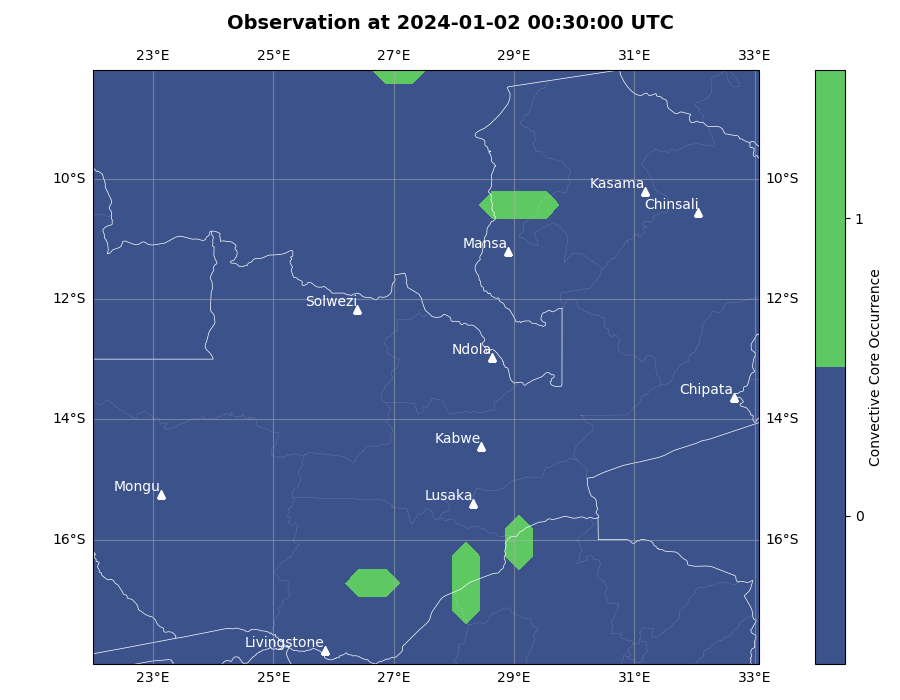 Observation at 2024-01-02 00:30:00 UTC
23°E 25°E 27°E 29°E 31°E 33°E
10°S 10°S
Kasama
Chinsali
1
Mansa
12°S 12°S
Solwezi
Ndola
Chipata
14°S 14°S
Kabwe
Mongu
Lusaka
0
16°S 16°S
Livingstone
23°E 25°E 27°E 29°E 31°E 33°E
Convective Core Occurrence